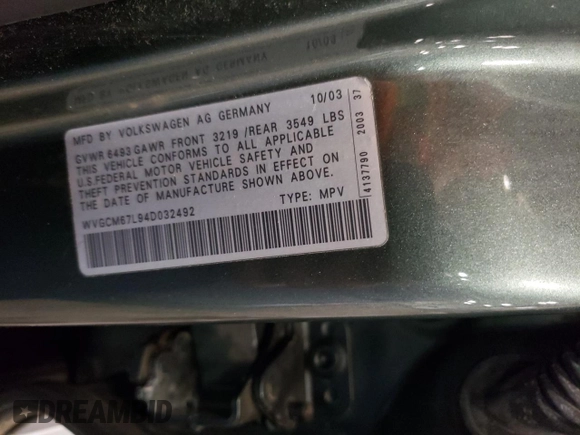 MFD BY VOLKSWAGEN AG GERMANY 10/03
GVWR 6493 GAWR FRONT 3219 /REAR 3549 LBS
THIS VEHICLE CONFORMS TO ALL APPLICABLE
U.S.FEDERAL MOTOR VEHICLE SAFETY AND
THEFT PREVENTION STANDARDS IN EFFECT ON
THE DATE OF MANUFACTURE SHOWN ABOVE.
WVGCM67L94D032492 TYPE: MPV
4137790 2003 37
DREAMBID